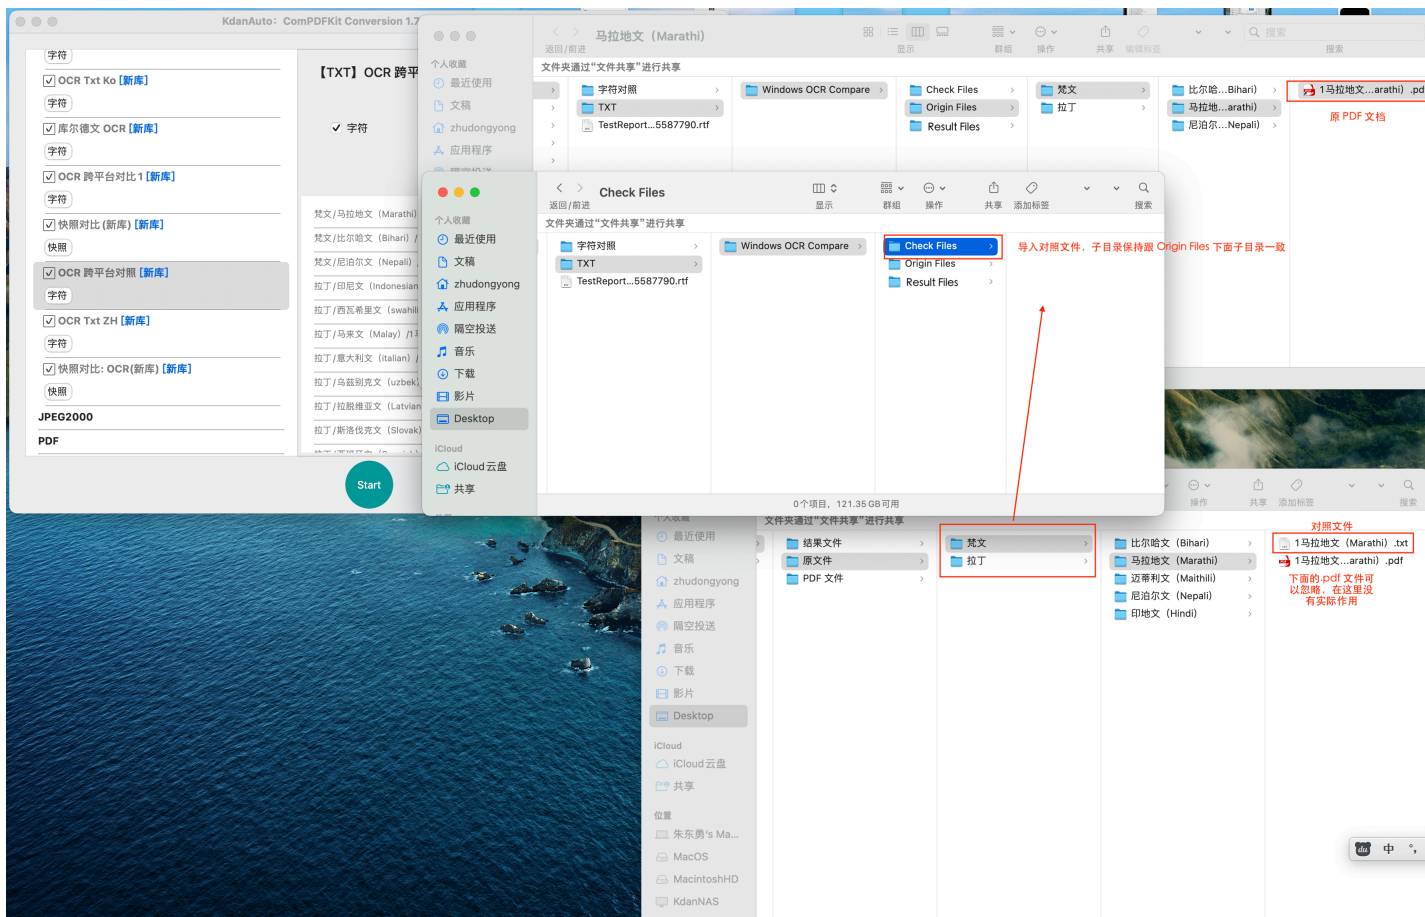 KdanAuto：ComPDFKit Conversion 1.7
字符
OCR Txt Ko [新库]
字符
库尔德文 OCR [新库]
字符
OCR 跨平台对比1 [新库]
字符
快照对比 (新库) [新库]
快照
OCR 跨平台对照 [新库]
字符
OCR Txt ZH [新库]
字符
快照对比: OCR(新库) [新库]
快照
JPEG2000
PDF
【TXT】OCR 跨平
字符
梵文/马拉地文（Marathi）
梵文/比尔哈文（Bihari）/
梵文/尼泊尔文（Nepali）
拉丁/印尼文（Indonesian
拉丁/西瓦希里文（swahili
拉丁/马来文（Malay）/1马
拉丁/意大利文（italian）/
拉丁/乌兹别克文（uzbek
拉丁/拉脱维亚文（Latvian
拉丁/斯洛伐克文（Slovak）
Start
马拉地文（Marathi）
返回/前进
显示
群组
操作
共享
编辑标签
搜索
搜索
个人收藏
最近使用
文稿
zhudongyong
应用程序
文件夹通过“文件共享”进行共享
字符对照
TXT
TestReport...5587790.rtf
Windows OCR Compare
Check Files
Origin Files
Result Files
梵文
拉丁
比尔哈...Bihari)
马拉地...arathi)
尼泊尔...Nepali)
1马拉地文...arathi）.pd
原 PDF 文档
Check Files
返回/前进
显示
群组
操作
共享
添加标签
搜索
个人收藏
最近使用
文稿
zhudongyong
应用程序
隔空投送
音乐
下载
影片
Desktop
iCloud
iCloud云盘
共享
文件夹通过“文件共享”进行共享
字符对照
TXT
TestReport...5587790.rtf
Windows OCR Compare
Check Files
Origin Files
Result Files
导入对照文件，子目录保持跟 Origin Files 下面子目录一致
0个项目，121.35 GB可用
操作
共享
添加标签
搜索
个人收藏
最近使用
文稿
zhudongyong
应用程序
隔空投送
音乐
下载
影片
Desktop
iCloud
iCloud云盘
共享
位置
朱东勇's Ma...
MacOS
MacintoshHD
KdanNAS
文件夹通过“文件共享”进行共享
结果文件
原文件
PDF 文件
梵文
拉丁
比尔哈文（Bihari）
马拉地文（Marathi）
迈蒂利文（Maithili）
尼泊尔文（Nepali）
印地文（Hindi）
对照文件
1马拉地文（Marathi）.txt
1马拉地文...arathi）.pdf
下面的.pdf 文件可
以忽略，在这里没
有实际作用
du 中 °,